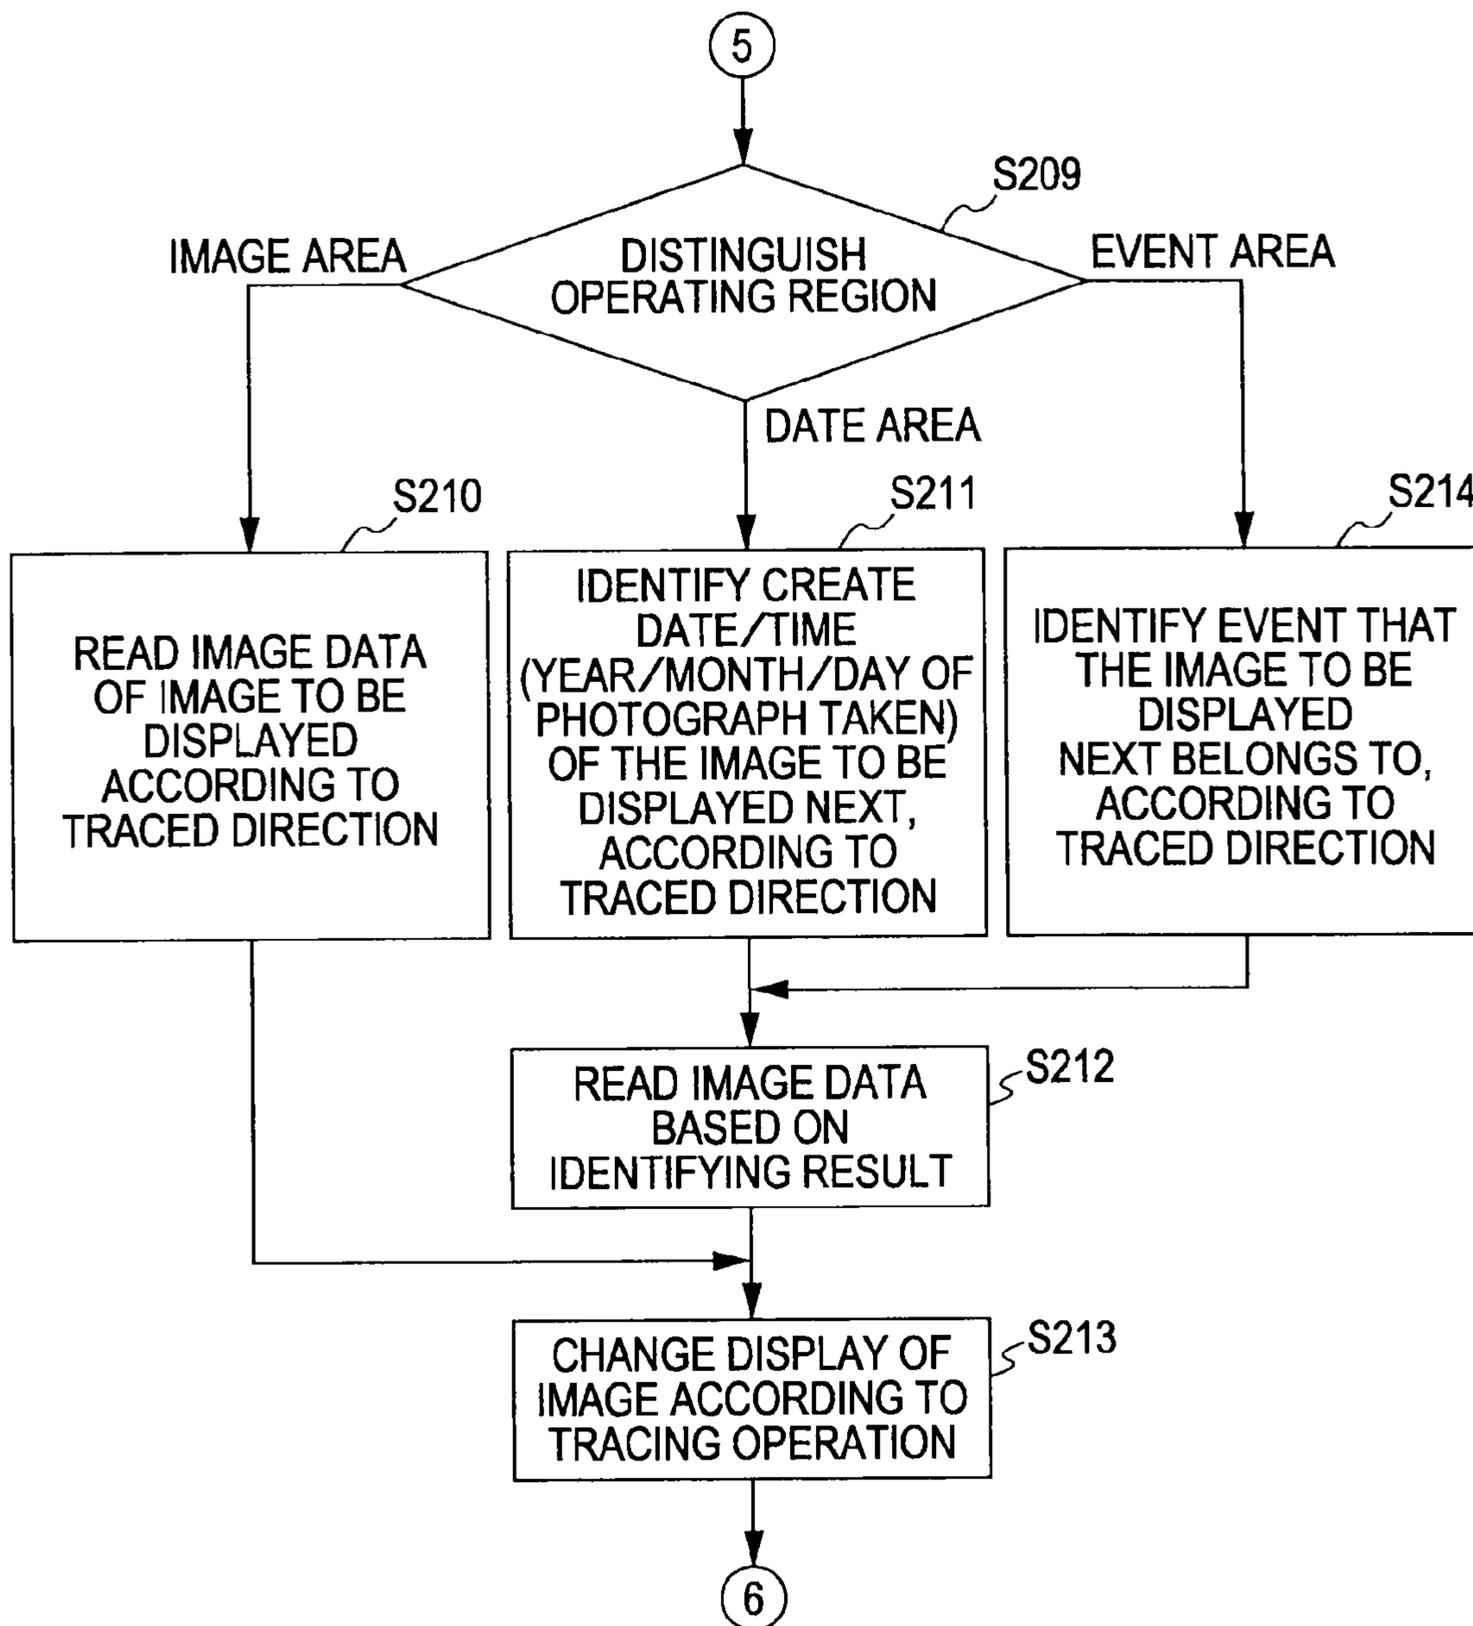 5
S209
IMAGE AREA
DISTINGUISH
OPERATING REGION
EVENT AREA
DATE AREA
S210
S211
S214
READ IMAGE DATA
OF IMAGE TO BE
DISPLAYED
ACCORDING TO
TRACED DIRECTION
IDENTIFY CREATE
DATE/TIME
(YEAR/MONTH/DAY OF
PHOTOGRAPH TAKEN)
OF THE IMAGE TO BE
DISPLAYED NEXT,
ACCORDING TO
TRACED DIRECTION
IDENTIFY EVENT THAT
THE IMAGE TO BE
DISPLAYED
NEXT BELONGS TO,
ACCORDING TO
TRACED DIRECTION
S212
READ IMAGE DATA
BASED ON
IDENTIFYING RESULT
S213
CHANGE DISPLAY OF
IMAGE ACCORDING TO
TRACING OPERATION
6